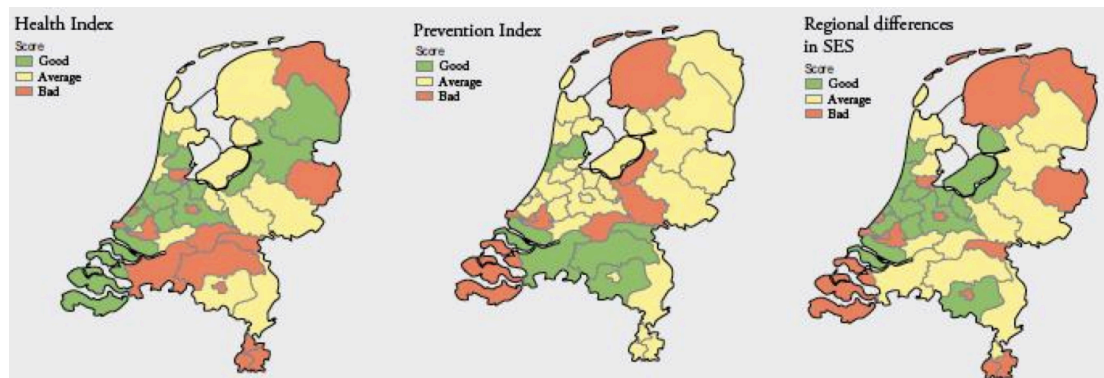 Health Index
Score
Good
Average
Bad
Prevention Index
Score
Good
Average
Bad
Regional differences
in SES
Score
Good
Average
Bad